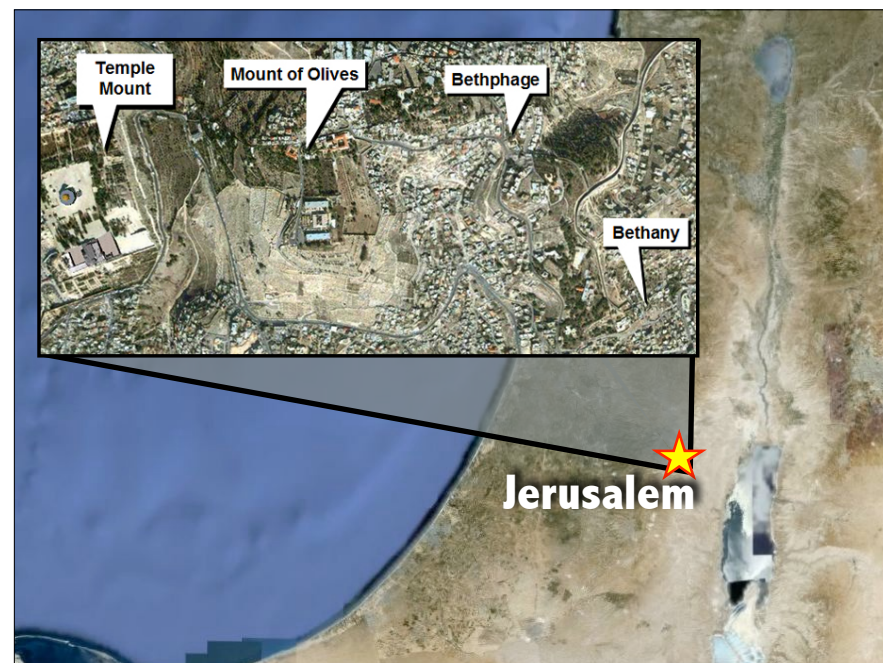 Temple
Mount
Mount of Olives
Bethphage
Bethany
Jerusalem